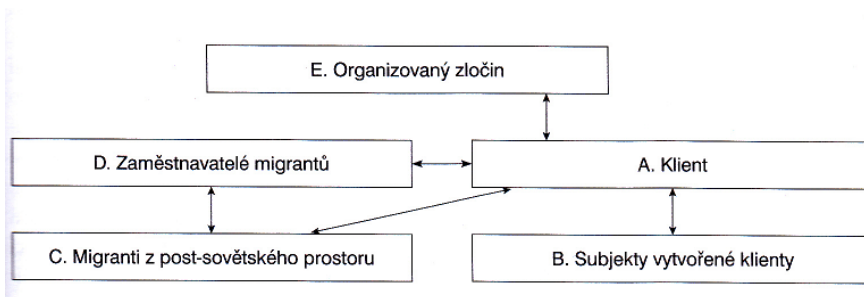 E. Organizovaný zločin
D. Zaměstnavatelé migrantů
A. Klient
C. Migranti z post-sovětského prostoru
B. Subjekty vytvořené klienty